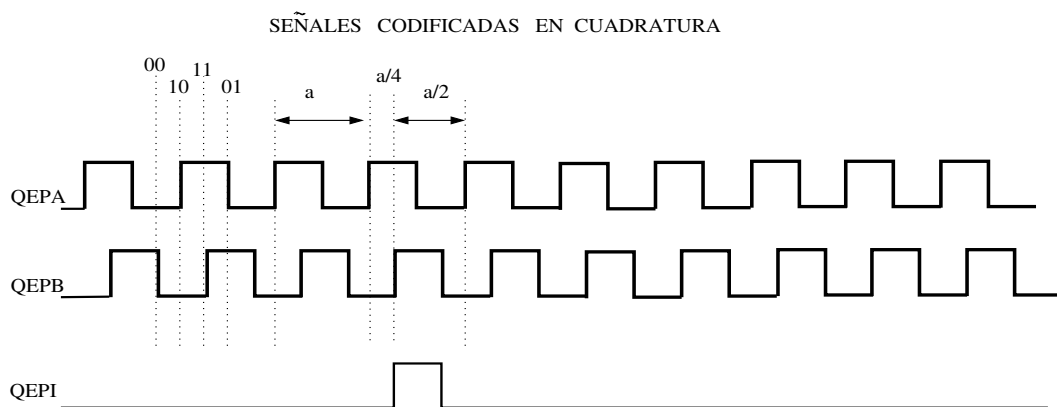 SEÑALES CODIFICADAS EN CUADRATURA
00
10
11
01
a
a/4
a/2
QEPA
QEPB
QEPI